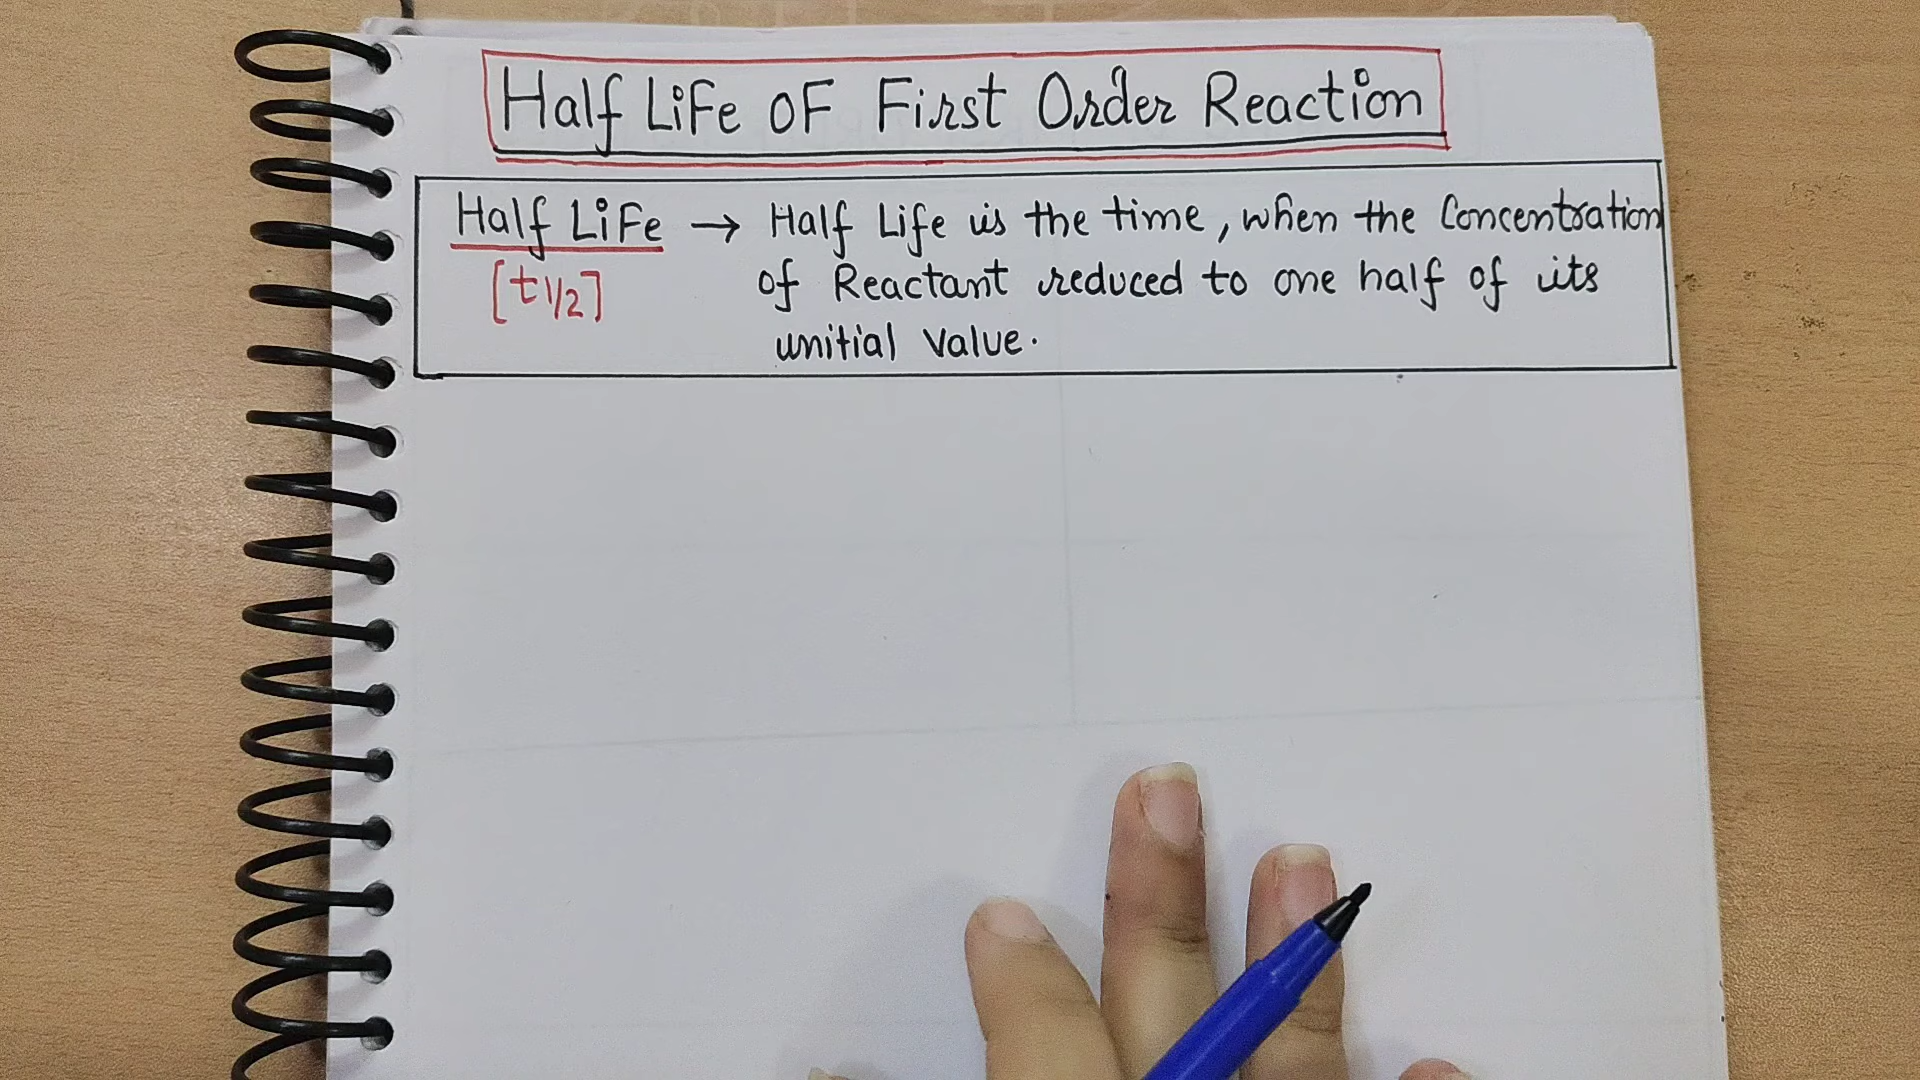 Half LiFe oF First Order Reaction
Half LiFe → Half Life is the time, when the Concentration
[t1/2] of Reactant reduced to one half of its
initial value.